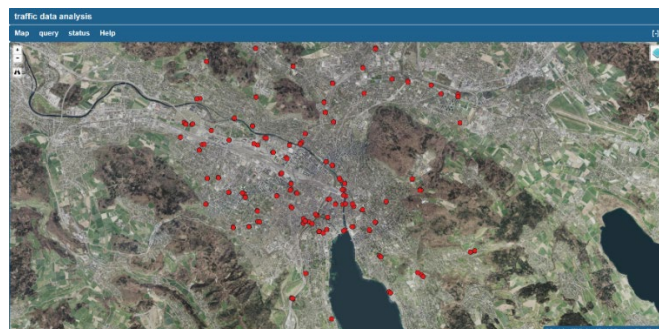 traffic data analysis
Map query status Help [-]
+
-